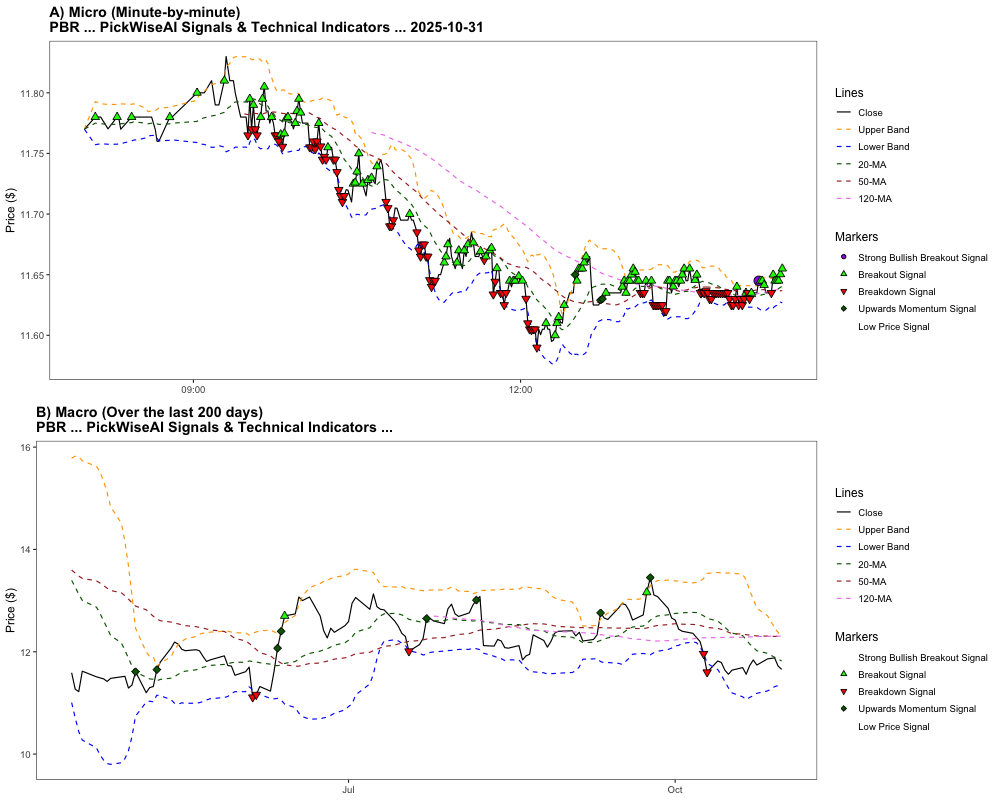 A) Micro (Minute-by-minute)
PBR ... PickWiseAI Signals & Technical Indicators ... 2025-10-31
Price ($)
11.80
11.75
11.70
11.65
11.60
09:00
12:00
Lines
Close
Upper Band
Lower Band
20-MA
50-MA
120-MA
Markers
Strong Bullish Breakout Signal
Breakout Signal
Breakdown Signal
Upwards Momentum Signal
Low Price Signal
B) Macro (Over the last 200 days)
PBR ... PickWiseAI Signals & Technical Indicators ...
Price ($)
16
14
12
10
Jul
Oct
Lines
Close
Upper Band
Lower Band
20-MA
50-MA
120-MA
Markers
Strong Bullish Breakout Signal
Breakout Signal
Breakdown Signal
Upwards Momentum Signal
Low Price Signal